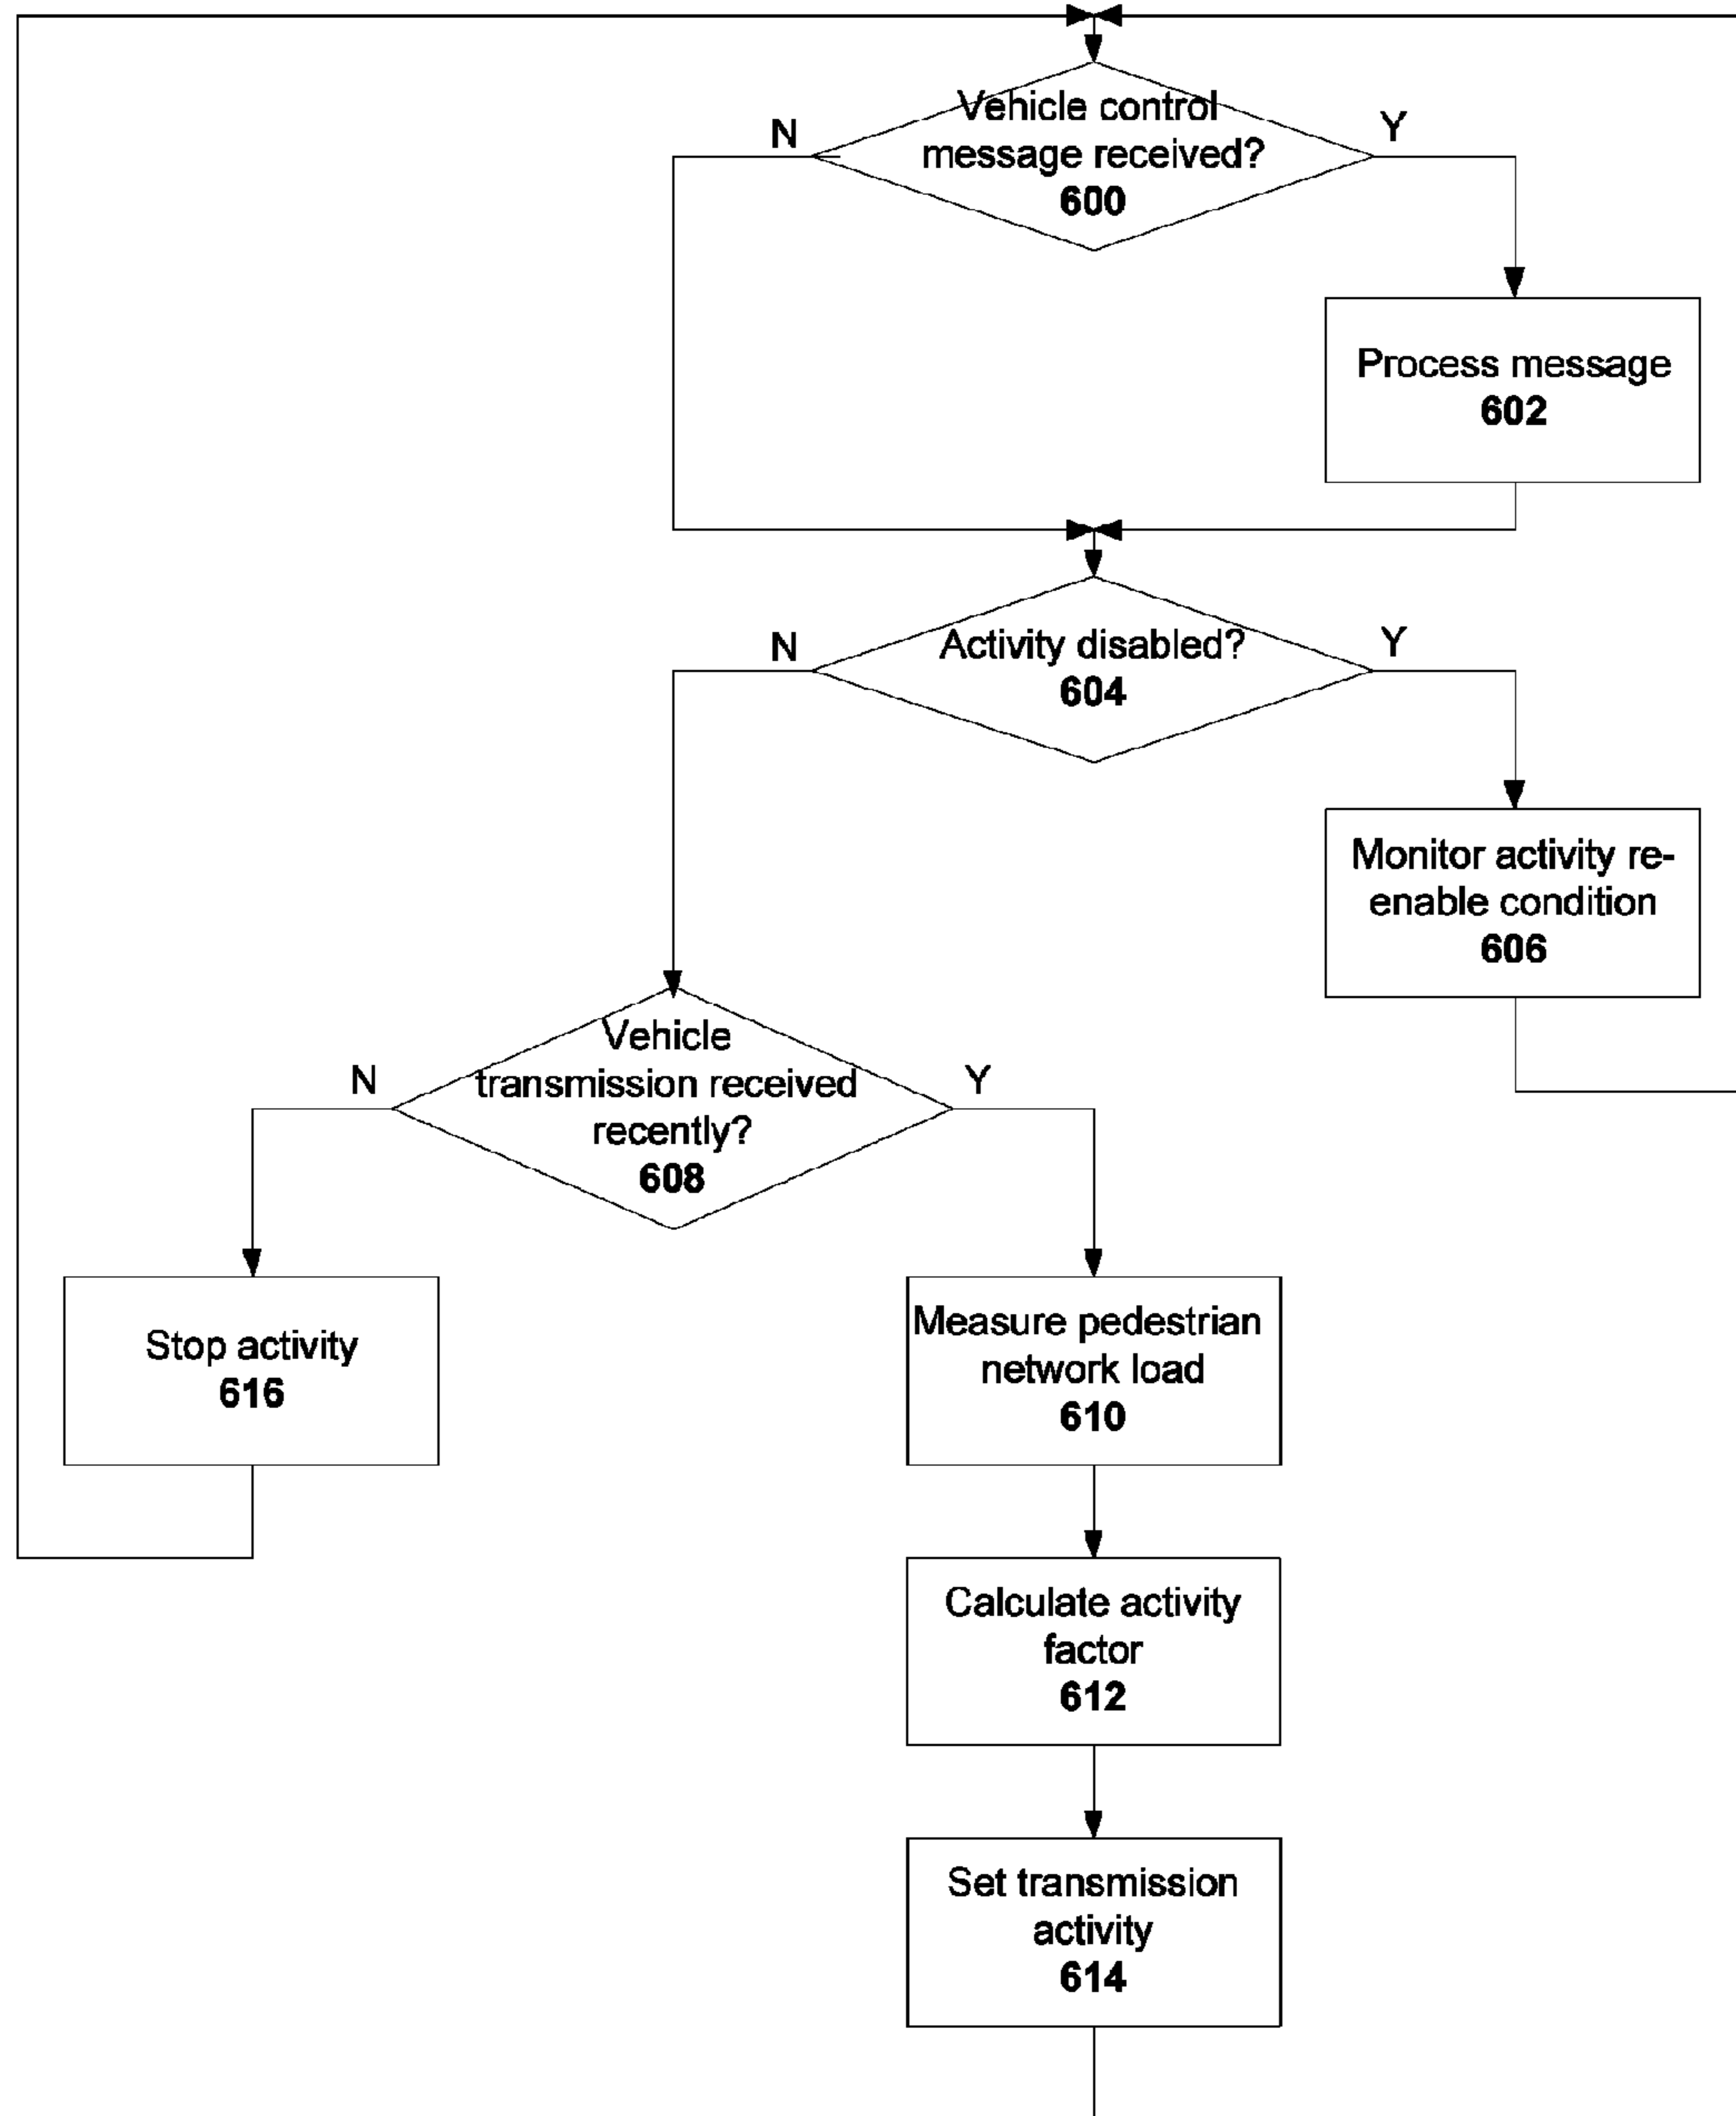 Vehicle control
message received?
600
N
Y
Process message
602
Activity disabled?
604
N
Y
Monitor activity re-
enable condition
606
Vehicle
transmission received
recently?
608
N
Y
Stop activity
616
Measure pedestrian
network load
610
Calculate activity
factor
612
Set transmission
activity
614